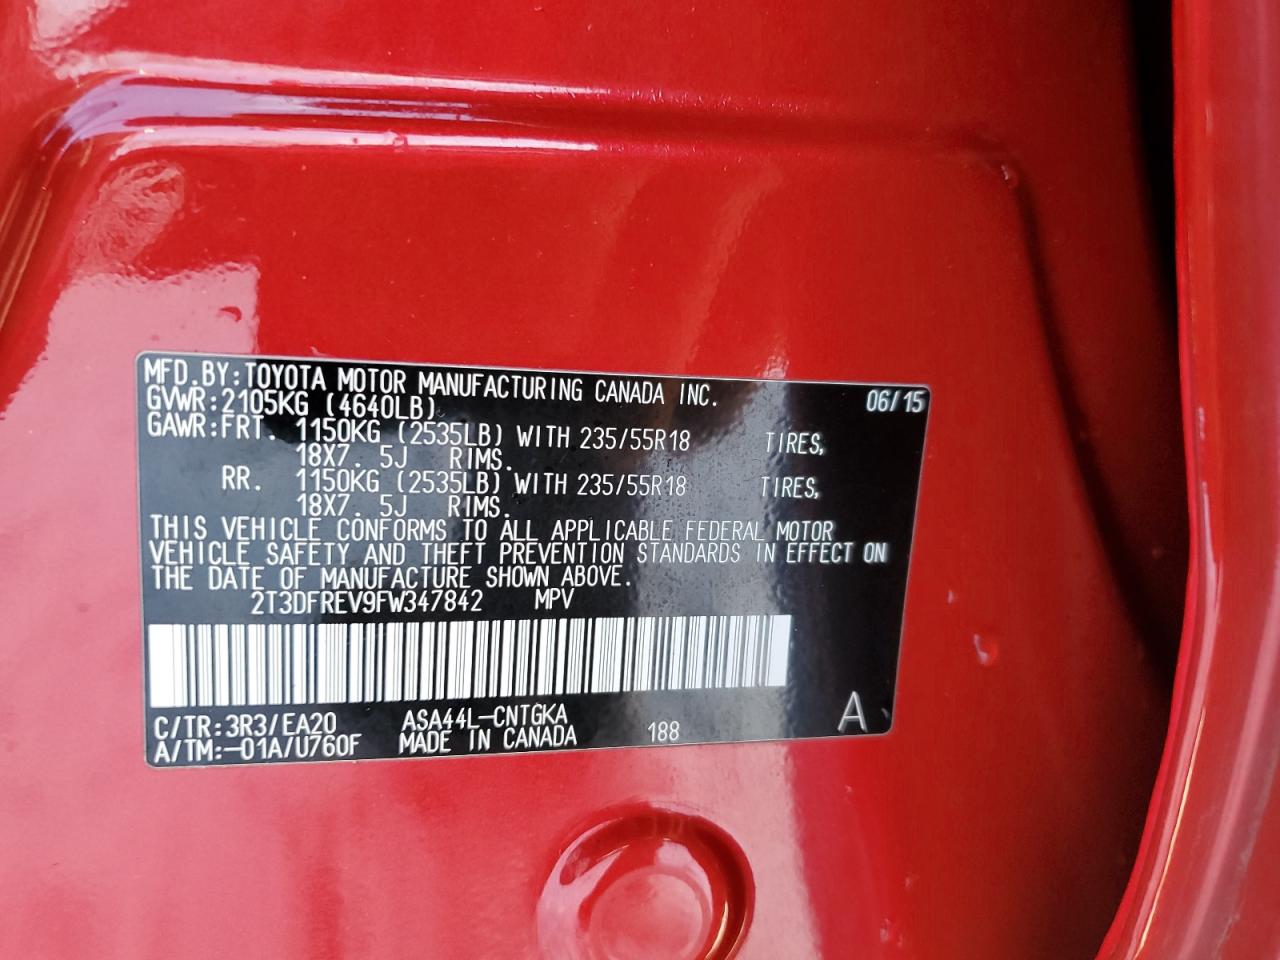 MFD.BY:TOYOTA MOTOR MANUFACTURING CANADA INC. 06/15
GVWR:2105KG (4640LB)
GAWR:FRT. 1150KG (2535LB) WITH 235/55R18 TIRES,
18X7. 5J RIMS.
RR. 1150KG (2535LB) WITH 235/55R18 TIRES,
18X7. 5J RIMS.
THIS VEHICLE CONFORMS TO ALL APPLICABLE FEDERAL MOTOR
VEHICLE SAFETY AND THEFT PREVENTION STANDARDS IN EFFECT ON
THE DATE OF MANUFACTURE SHOWN ABOVE.
2T3DFREV9FW347842 MPV
C/TR:3R3/EA20 ASA44L-CNTGKA 188 A
A/TM:-01A/U760F MADE IN CANADA